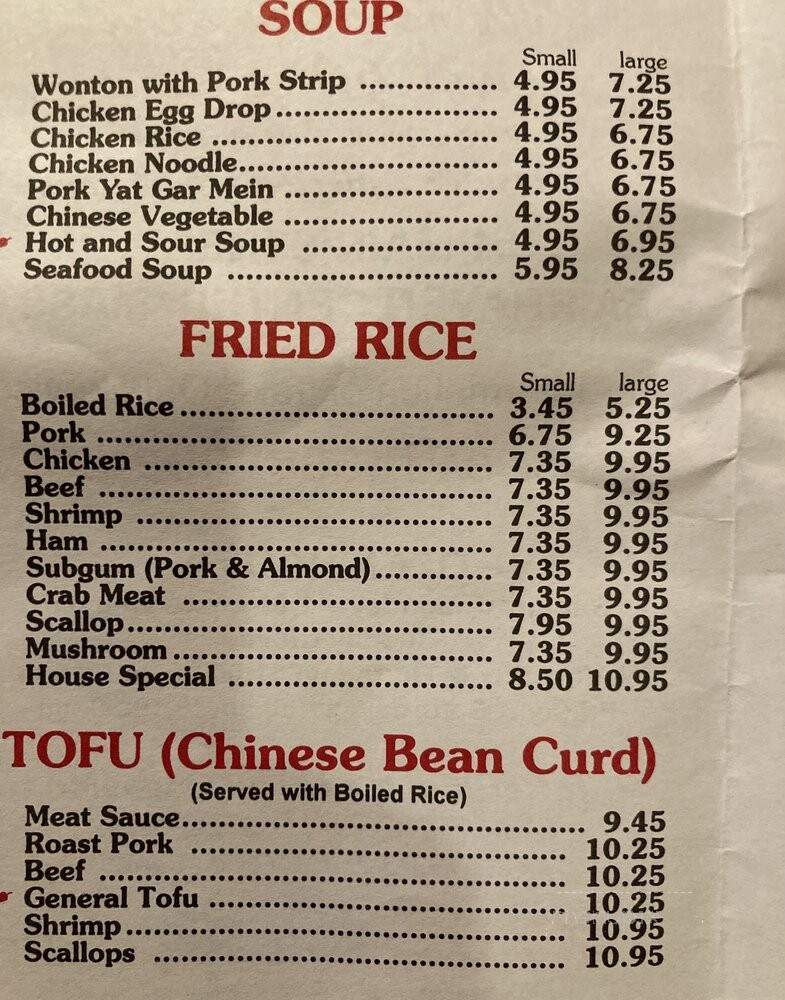 SOUP
Small large
Wonton with Pork Strip ............... 4.95 7.25
Chicken Egg Drop........................ 4.95 7.25
Chicken Rice ............................... 4.95 6.75
Chicken Noodle............................ 4.95 6.75
Pork Yat Gar Mein ....................... 4.95 6.75
Chinese Vegetable ....................... 4.95 6.75
Hot and Sour Soup ..................... 4.95 6.95
Seafood Soup ............................. 5.95 8.25
FRIED RICE
Small large
Boiled Rice .................................. 3.45 5.25
Pork ........................................... 6.75 9.25
Chicken ...................................... 7.35 9.95
Beef ........................................... 7.35 9.95
Shrimp ....................................... 7.35 9.95
Ham ........................................... 7.35 9.95
Subgum (Pork & Almond)............. 7.35 9.95
Crab Meat .................................. 7.35 9.95
Scallop........................................ 7.95 9.95
Mushroom ................................... 7.35 9.95
House Special ............................. 8.50 10.95
TOFU (Chinese Bean Curd)
(Served with Boiled Rice)
Meat Sauce............................................ 9.45
Roast Pork ......................................... 10.25
Beef ................................................... 10.25
General Tofu ....................................... 10.25
Shrimp................................................ 10.95
Scallops ............................................. 10.95